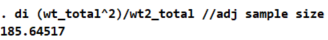 . di (wt_total^2)/wt2_total //adj sample size
185.64517